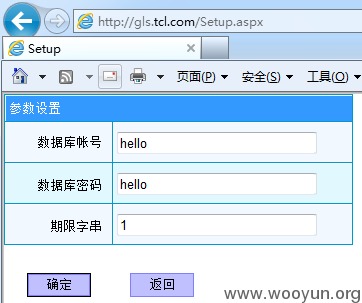 http://gls.tcl.com/Setup.aspx
Setup
页面(P) 安全(S) 工具(O)
参数设置
数据库帐号 hello
数据库密码 hello
期限字串 1
确定 返回
www.wooyun.org